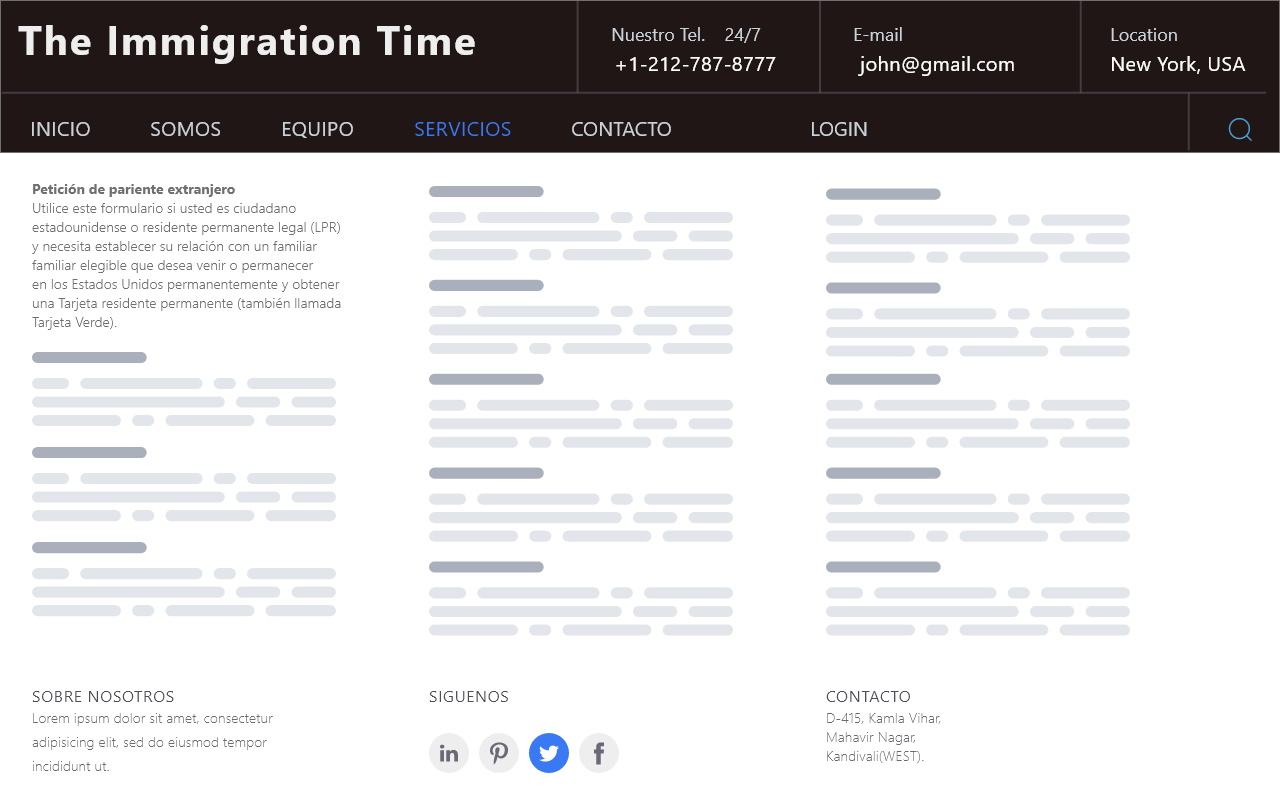 The Immigration Time
Nuestro Tel. 24/7
+1-212-787-8777
E-mail
john@gmail.com
Location
New York, USA
INICIO SOMOS EQUIPO SERVICIOS CONTACTO LOGIN
Petición de pariente extranjero
Utilice este formulario si usted es ciudadano
estadounidense o residente permanente legal (LPR)
y necesita establecer su relación con un familiar
familiar elegible que desea venir o permanecer
en los Estados Unidos permanentemente y obtener
una Tarjeta residente permanente (también llamada
Tarjeta Verde).
SOBRE NOSOTROS
Lorem ipsum dolor sit amet, consectetur
adipisicing elit, sed do eiusmod tempor
incididunt ut.
SIGUENOS
CONTACTO
D-415, Kamla Vihar,
Mahavir Nagar,
Kandivali(WEST).